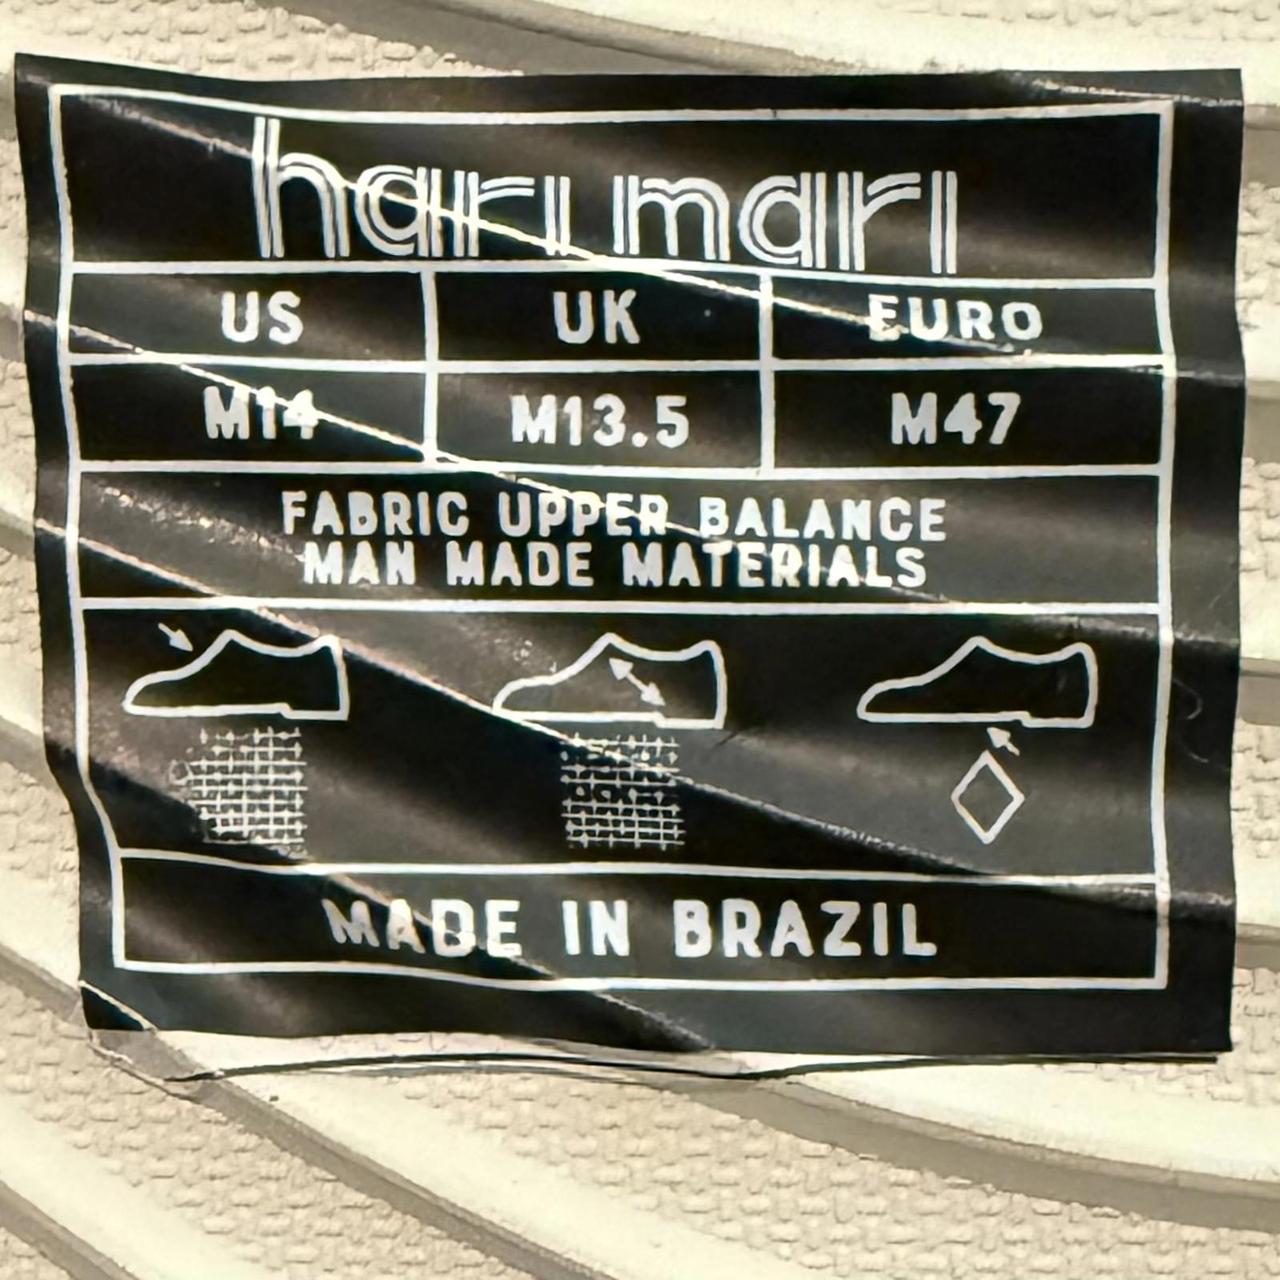 hari mari
US UK EURO
M14 M13.5 M47
FABRIC UPPER BALANCE
MAN MADE MATERIALS
MADE IN BRAZIL